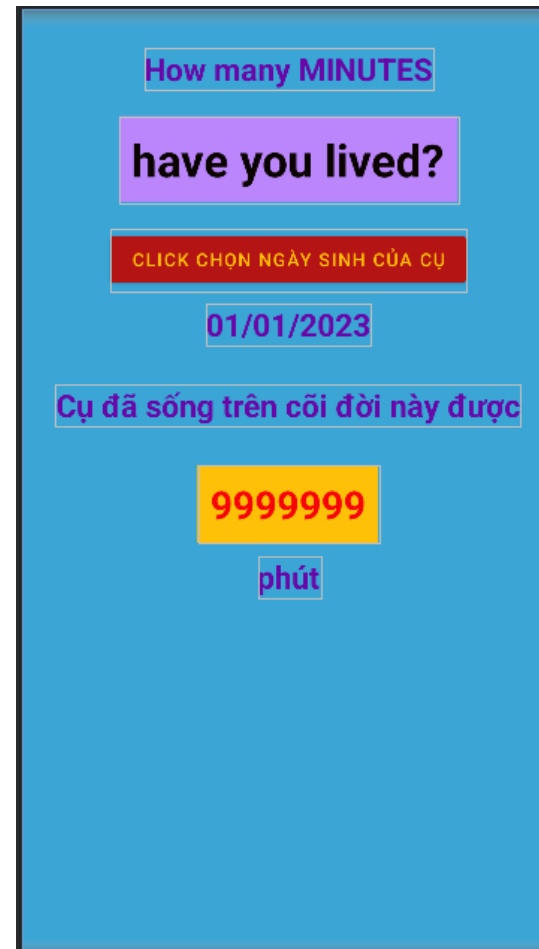 How many MINUTES
have you lived?
CLICK CHỌN NGÀY SINH CỦA CỤ
01/01/2023
Cụ đã sống trên cõi đời này được
9999999
phút